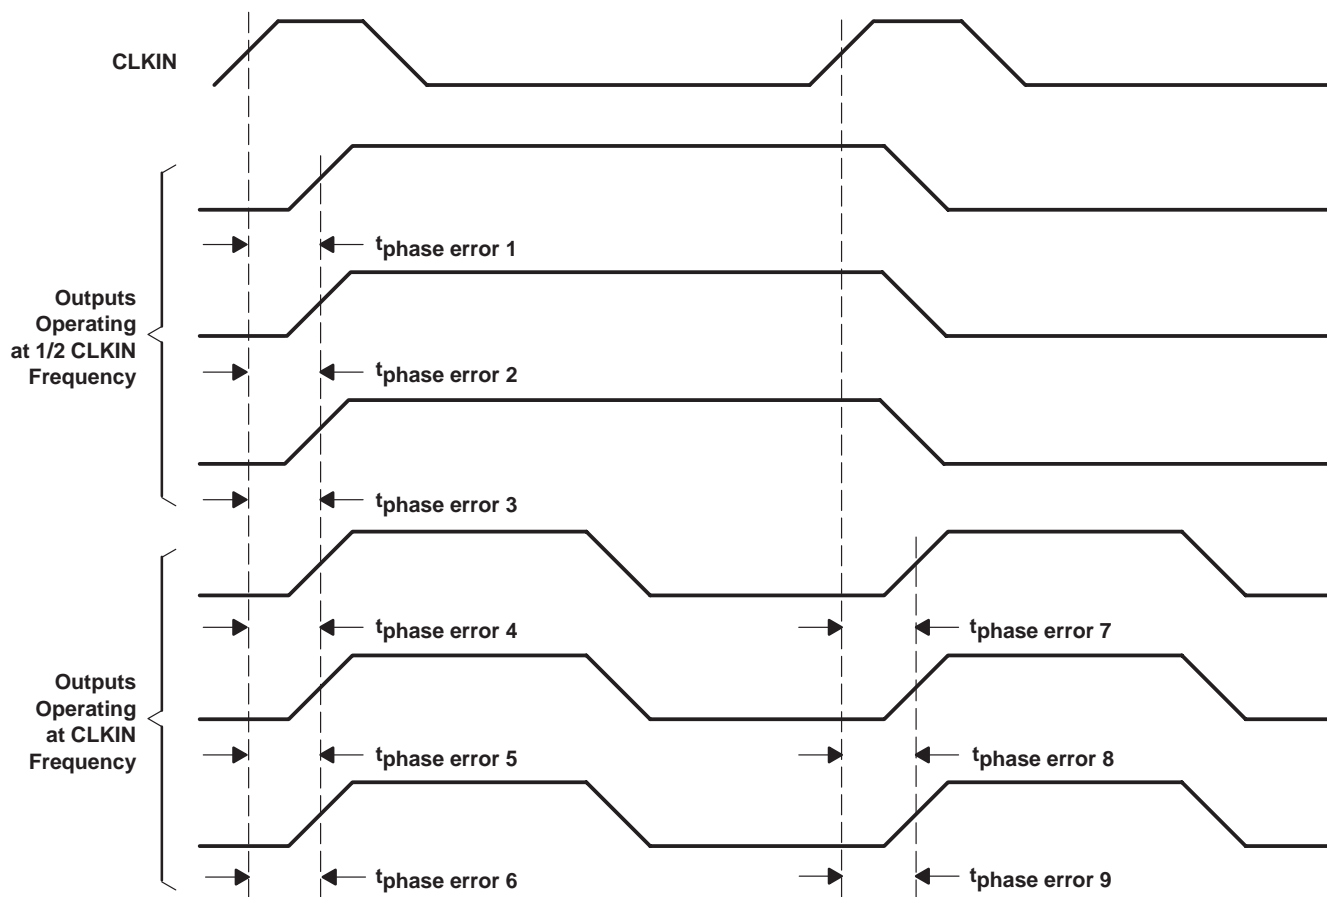 CLKIN
tphase error 1
Outputs
Operating
at 1/2 CLKIN
Frequency
tphase error 2
tphase error 3
tphase error 4
tphase error 7
Outputs
Operating
at CLKIN
Frequency
tphase error 5
tphase error 8
tphase error 6
tphase error 9